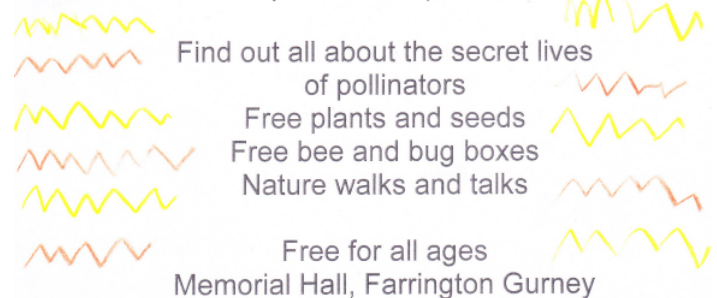 Find out all about the secret lives
of pollinators
Free plants and seeds
Free bee and bug boxes
Nature walks and talks
Free for all ages
Memorial Hall, Farrington Gurney